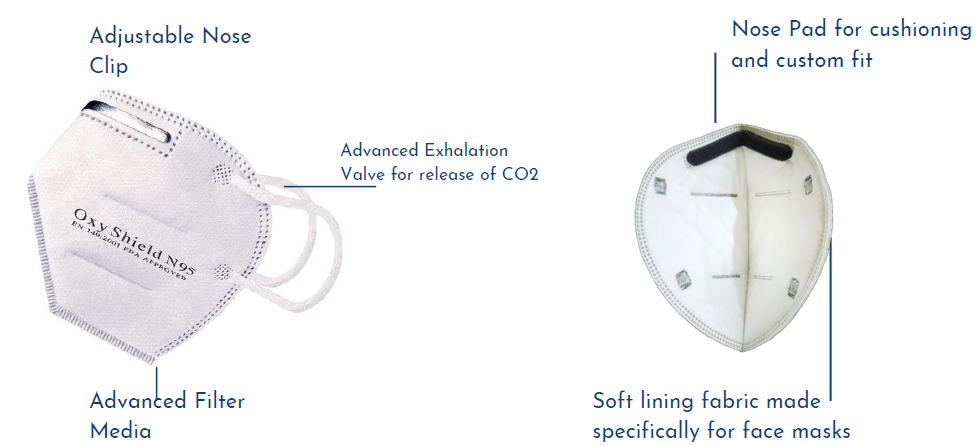 Adjustable Nose
Clip
Nose Pad for cushioning
and custom fit
Advanced Exhalation
Valve for release of CO2
Oxy Shield N95
EN 149:2001 FDA APPROVED
Advanced Filter
Media
Soft lining fabric made
specifically for face masks